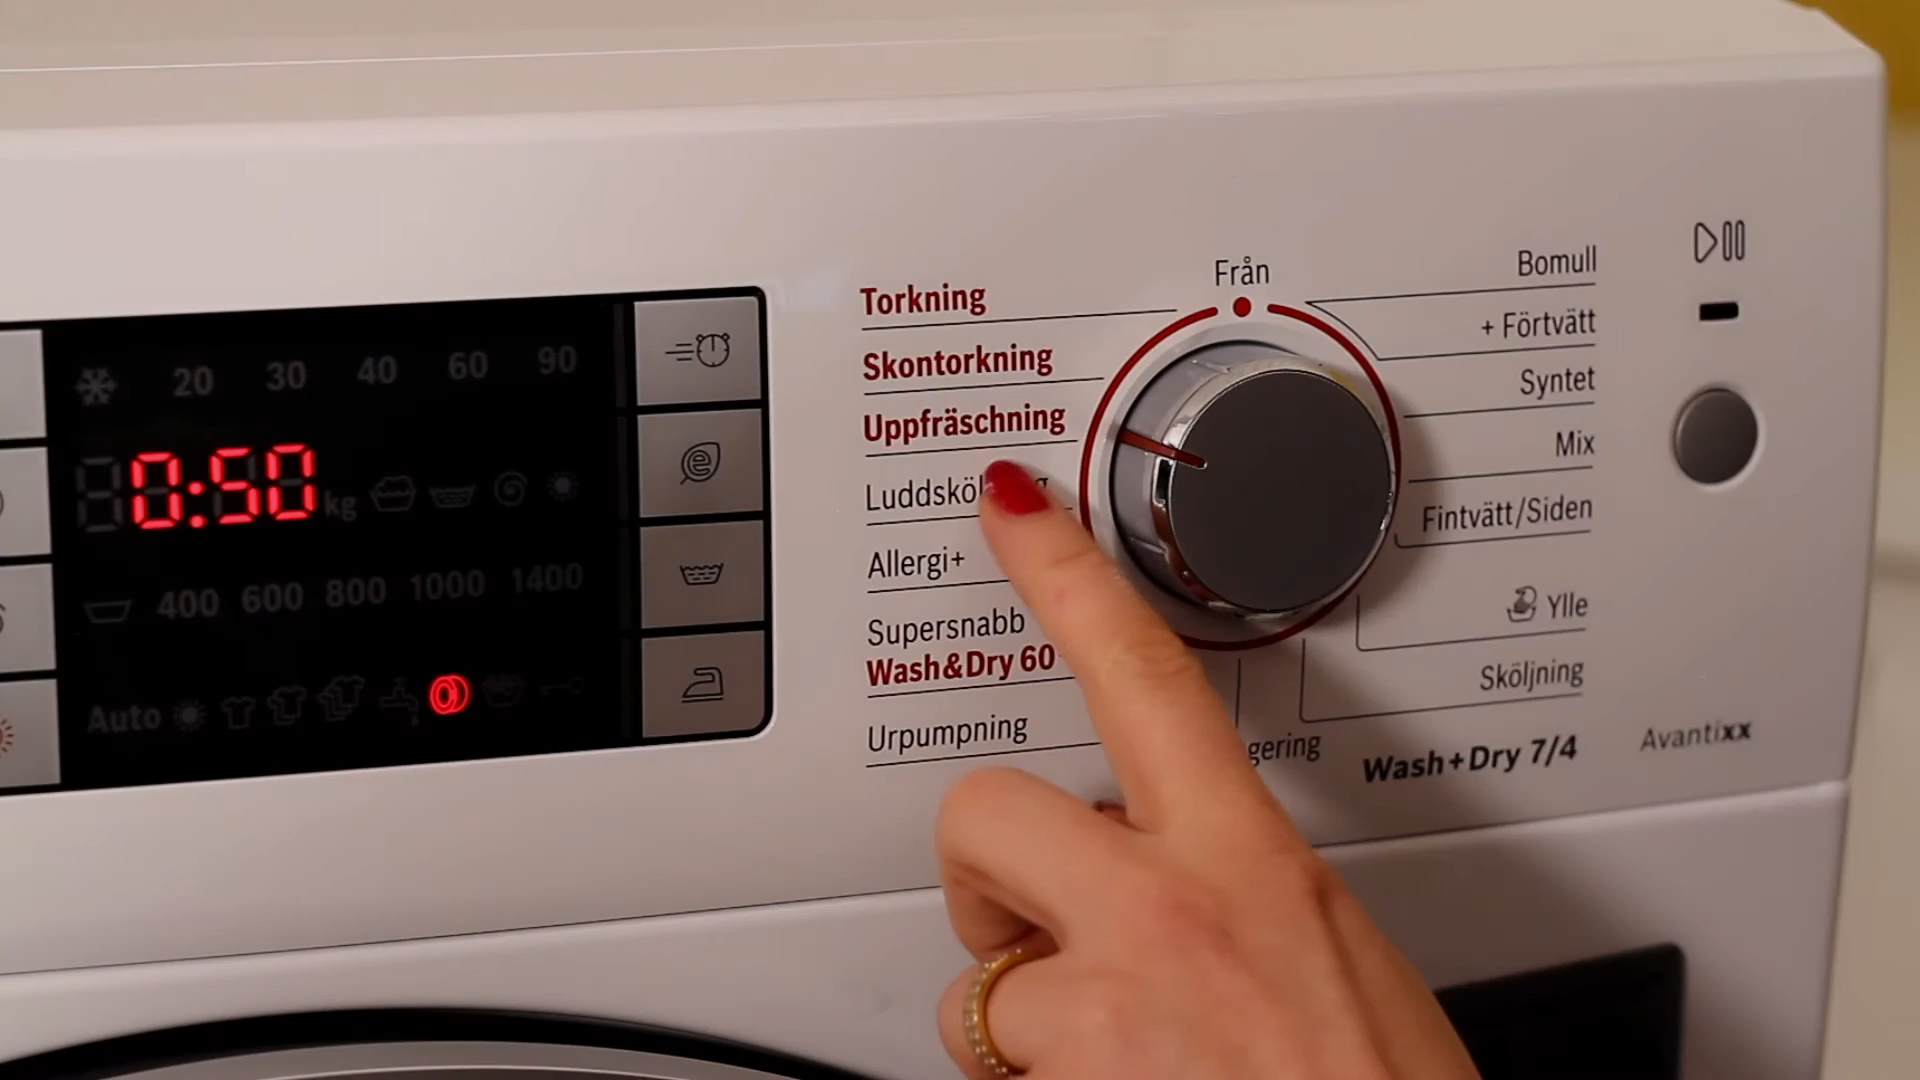 20 30 40 60 90
0:50 kg
400 600 800 1000 1400
Auto
Torkning
Skontorkning
Uppfräschning
Allergi+
Supersnabb
Wash&Dry 60
Urpumpning
Från
Bomull
+ Förtvätt
Syntet
Mix
Fintvätt/Siden
Ylle
Sköljning
Wash+Dry 7/4
Avantixx